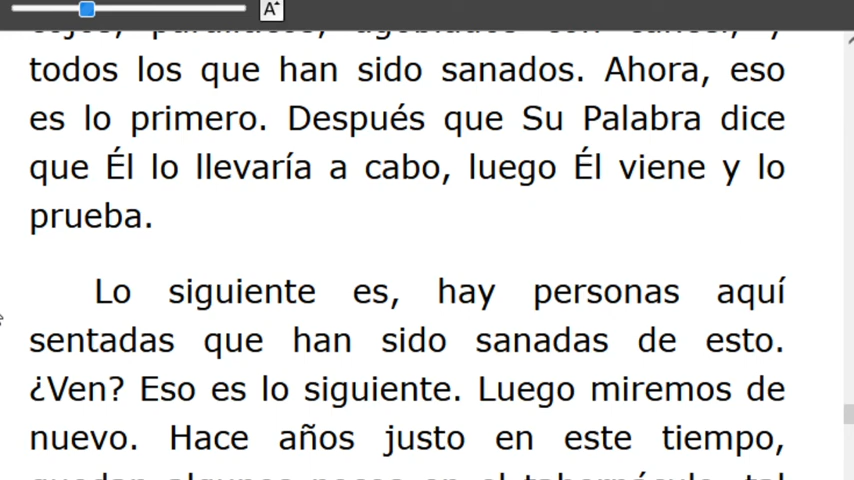 A
todos los que han sido sanados. Ahora, eso
es lo primero. Después que Su Palabra dice
que Él lo llevaría a cabo, luego Él viene y lo
prueba.
Lo siguiente es, hay personas aquí
sentadas que han sido sanadas de esto.
¿Ven? Eso es lo siguiente. Luego miremos de
nuevo. Hace años justo en este tiempo,